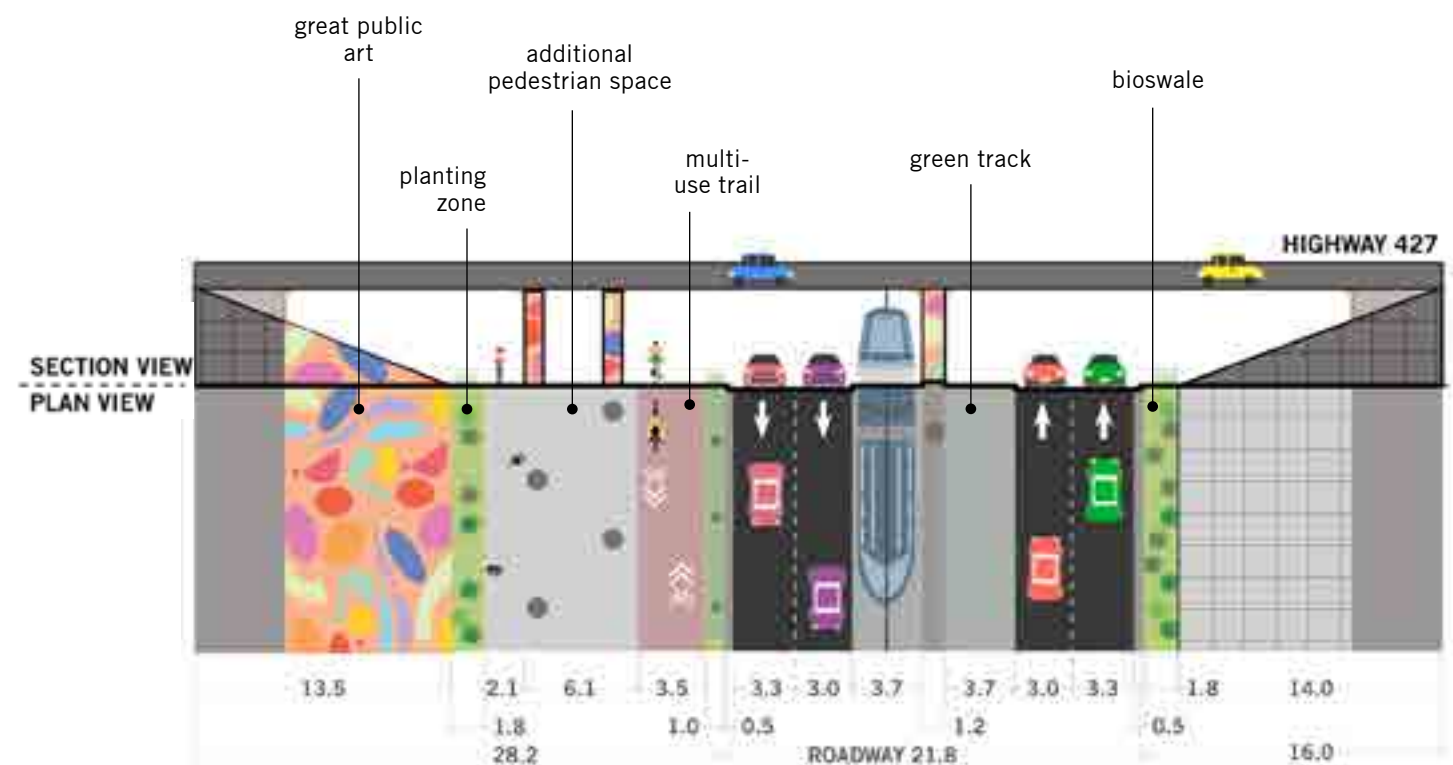 great public
art
additional
pedestrian space
bioswale
multi-
use trail
green track
planting
zone
HIGHWAY 427
SECTION VIEW
PLAN VIEW
13.5 2.1 6.1 3.5 3.3 3.0 3.7 3.7 3.0 3.3 1.8 14.0
1.8 1.0 0.5 1.2 0.5
28.2 ROADWAY 21.8 16.0